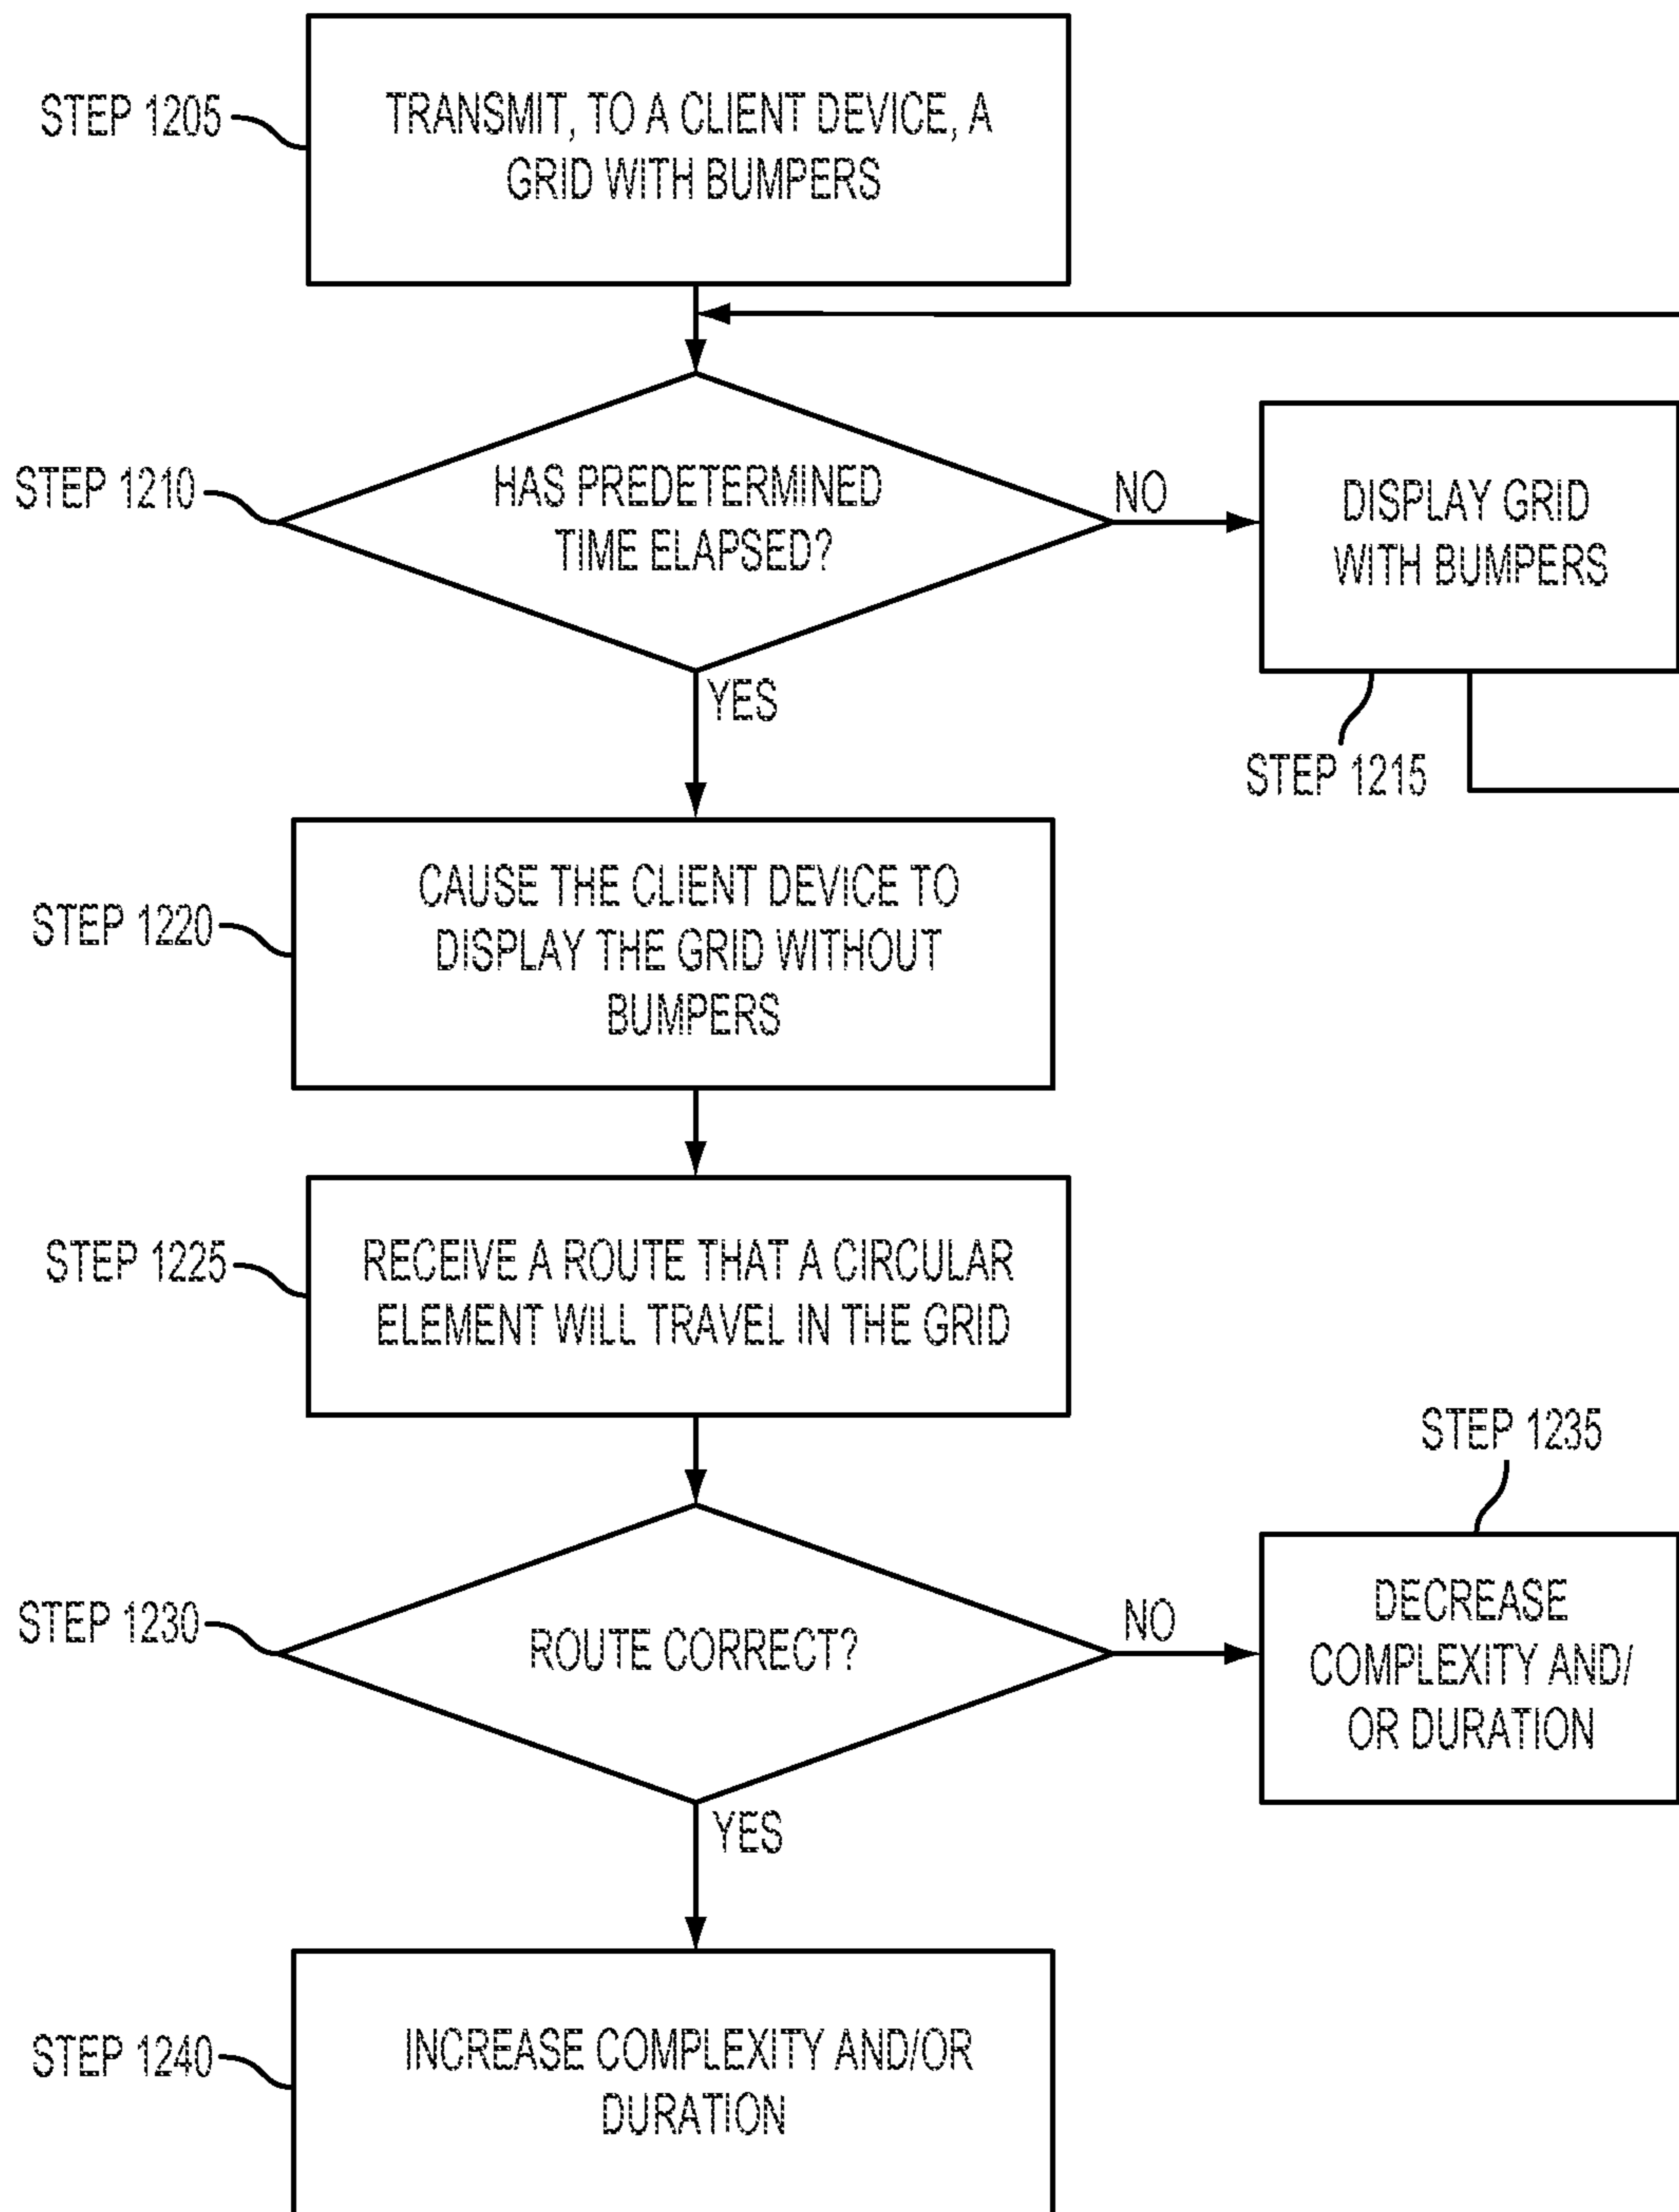 STEP 1205
TRANSMIT, TO A CLIENT DEVICE, A
GRID WITH BUMPERS
STEP 1210
HAS PREDETERMINED
TIME ELAPSED?
NO
DISPLAY GRID
WITH BUMPERS
STEP 1215
YES
STEP 1220
CAUSE THE CLIENT DEVICE TO
DISPLAY THE GRID WITHOUT
BUMPERS
STEP 1225
RECEIVE A ROUTE THAT A CIRCULAR
ELEMENT WILL TRAVEL IN THE GRID
STEP 1230
ROUTE CORRECT?
NO
STEP 1235
DECREASE
COMPLEXITY AND/
OR DURATION
YES
STEP 1240
INCREASE COMPLEXITY AND/OR
DURATION